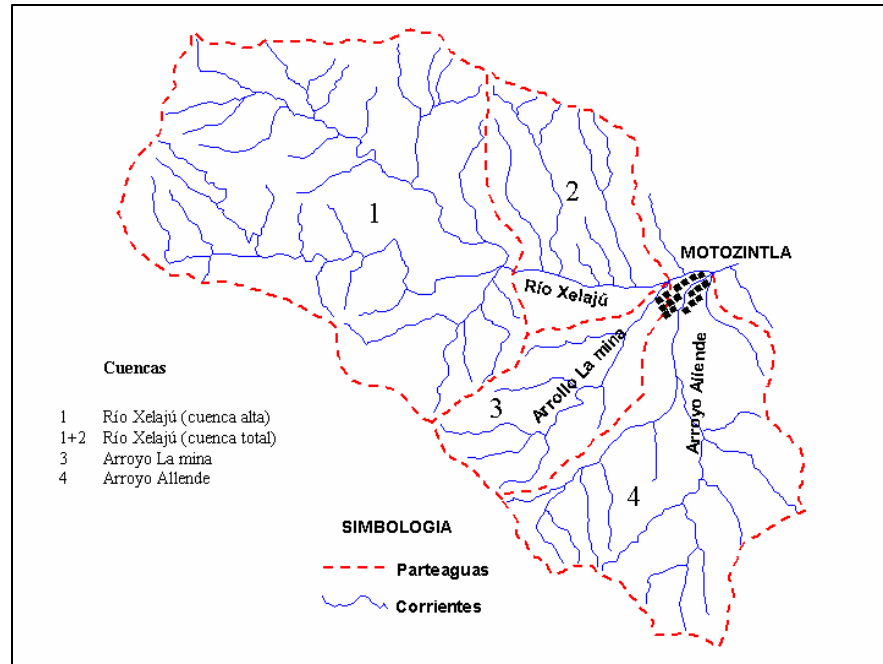 1
2
MOTOZINTLA
Río Xelajú
Arrollo La mina
Arroyo Allende
3
4
Cuencas
1 Río Xelajú (cuenca alta)
1+2 Río Xelajú (cuenca total)
3 Arroyo La mina
4 Arroyo Allende
SIMBOLOGIA
Parteaguas
Corrientes